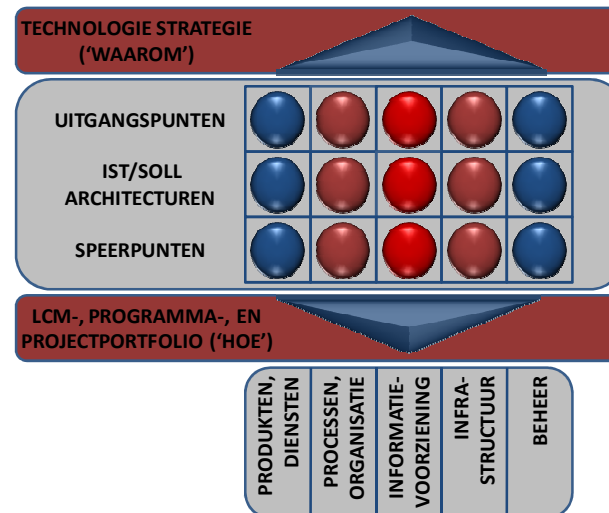 TECHNOLOGIE STRATEGIE
(‘WAAROM’)
UITGANGSPUNTEN
IST/SOLL
ARCHITECTUREN
SPEERPUNTEN
LCM-, PROGRAMMA-, EN
PROJECTPORTFOLIO (‘HOE’)
PRODUKTEN,
DIENSTEN
PROCESSEN,
ORGANISATIE
INFORMATIE-
VOORZIENING
INFRA-
STRUCTUUR
BEHEER